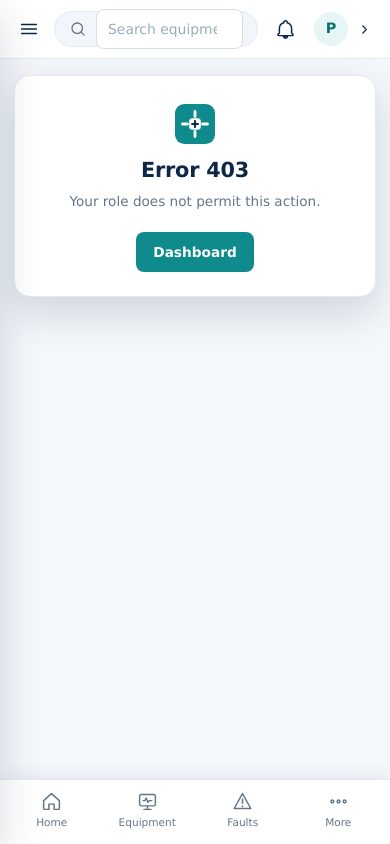 Search equipme
P
Error 403
Your role does not permit this action.
Dashboard
Home
Equipment
Faults
More